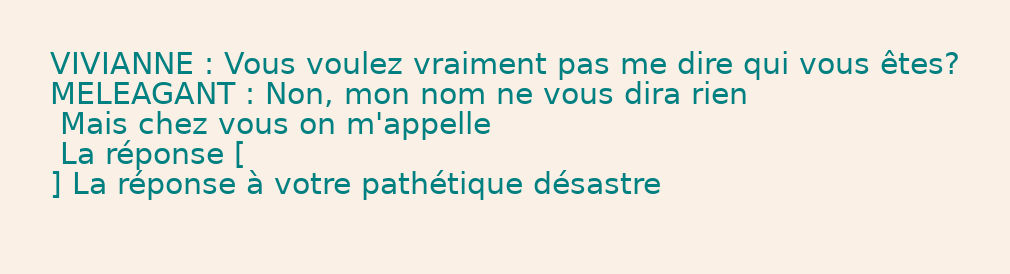 VIVIANNE : Vous voulez vraiment pas me dire qui vous êtes?
MELEAGANT : Non, mon nom ne vous dira rien
Mais chez vous on m'appelle
La réponse [
] La réponse à votre pathétique désastre